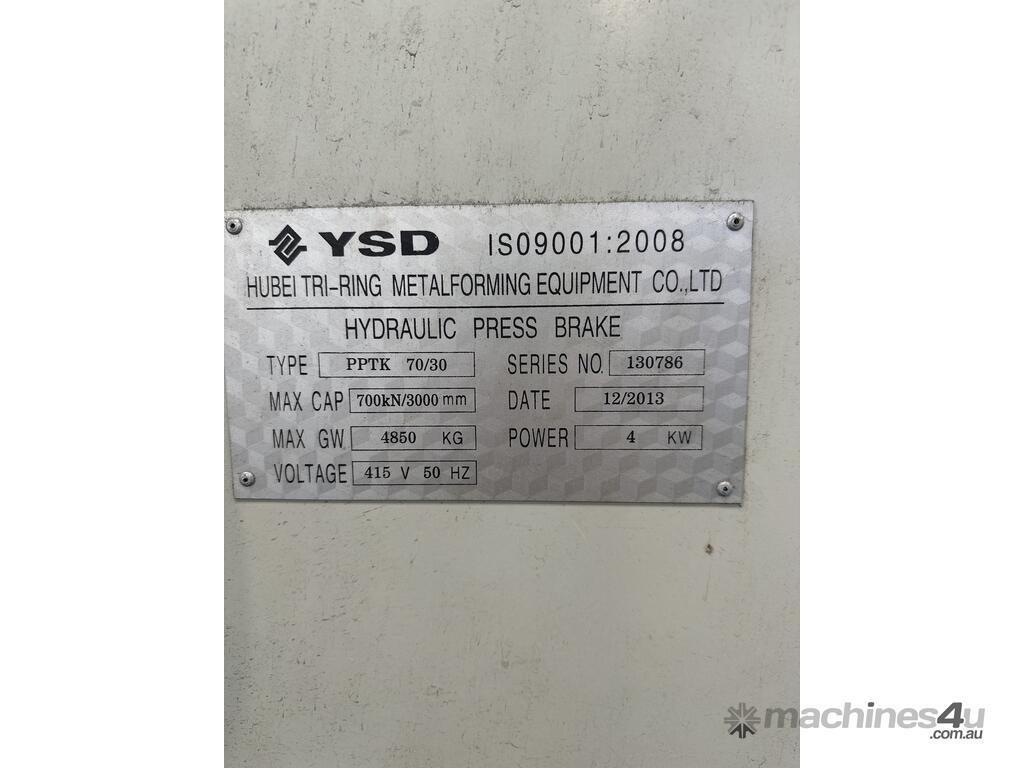 YSD ISO9001:2008
HUBEI TRI-RING METALFORMING EQUIPMENT CO.,LTD
HYDRAULIC PRESS BRAKE
TYPE PPTK 70/30 SERIES NO. 130786
MAX CAP 700kN/3000 mm DATE 12/2013
MAX GW 4850 KG POWER 4 KW
VOLTAGE 415 V 50 HZ
machines4u
.com.au